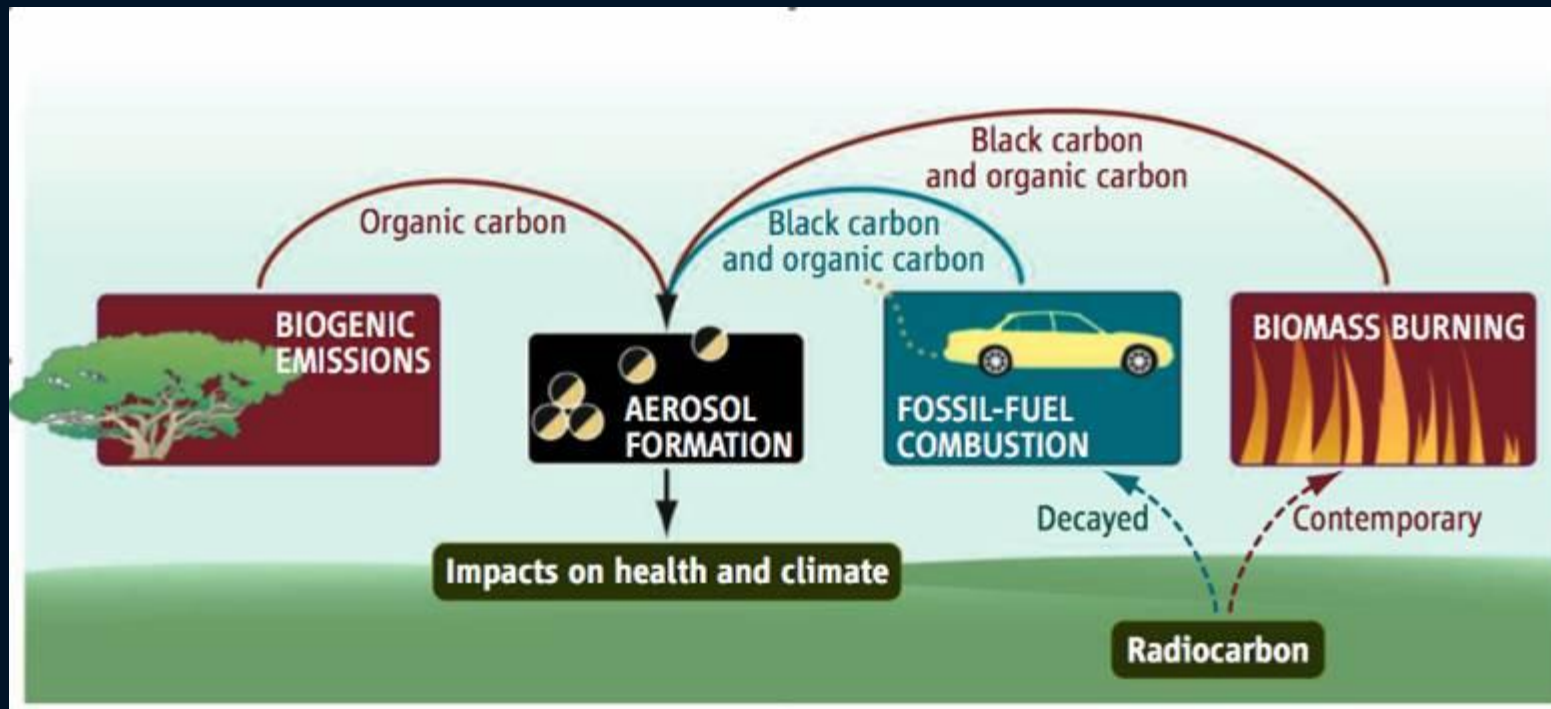 Black carbon
and organic carbon
Organic carbon
Black carbon
and organic carbon
BIOGENIC
EMISSIONS
AEROSOL
FORMATION
FOSSIL-FUEL
COMBUSTION
BIOMASS BURNING
Decayed
Contemporary
Impacts on health and climate
Radiocarbon